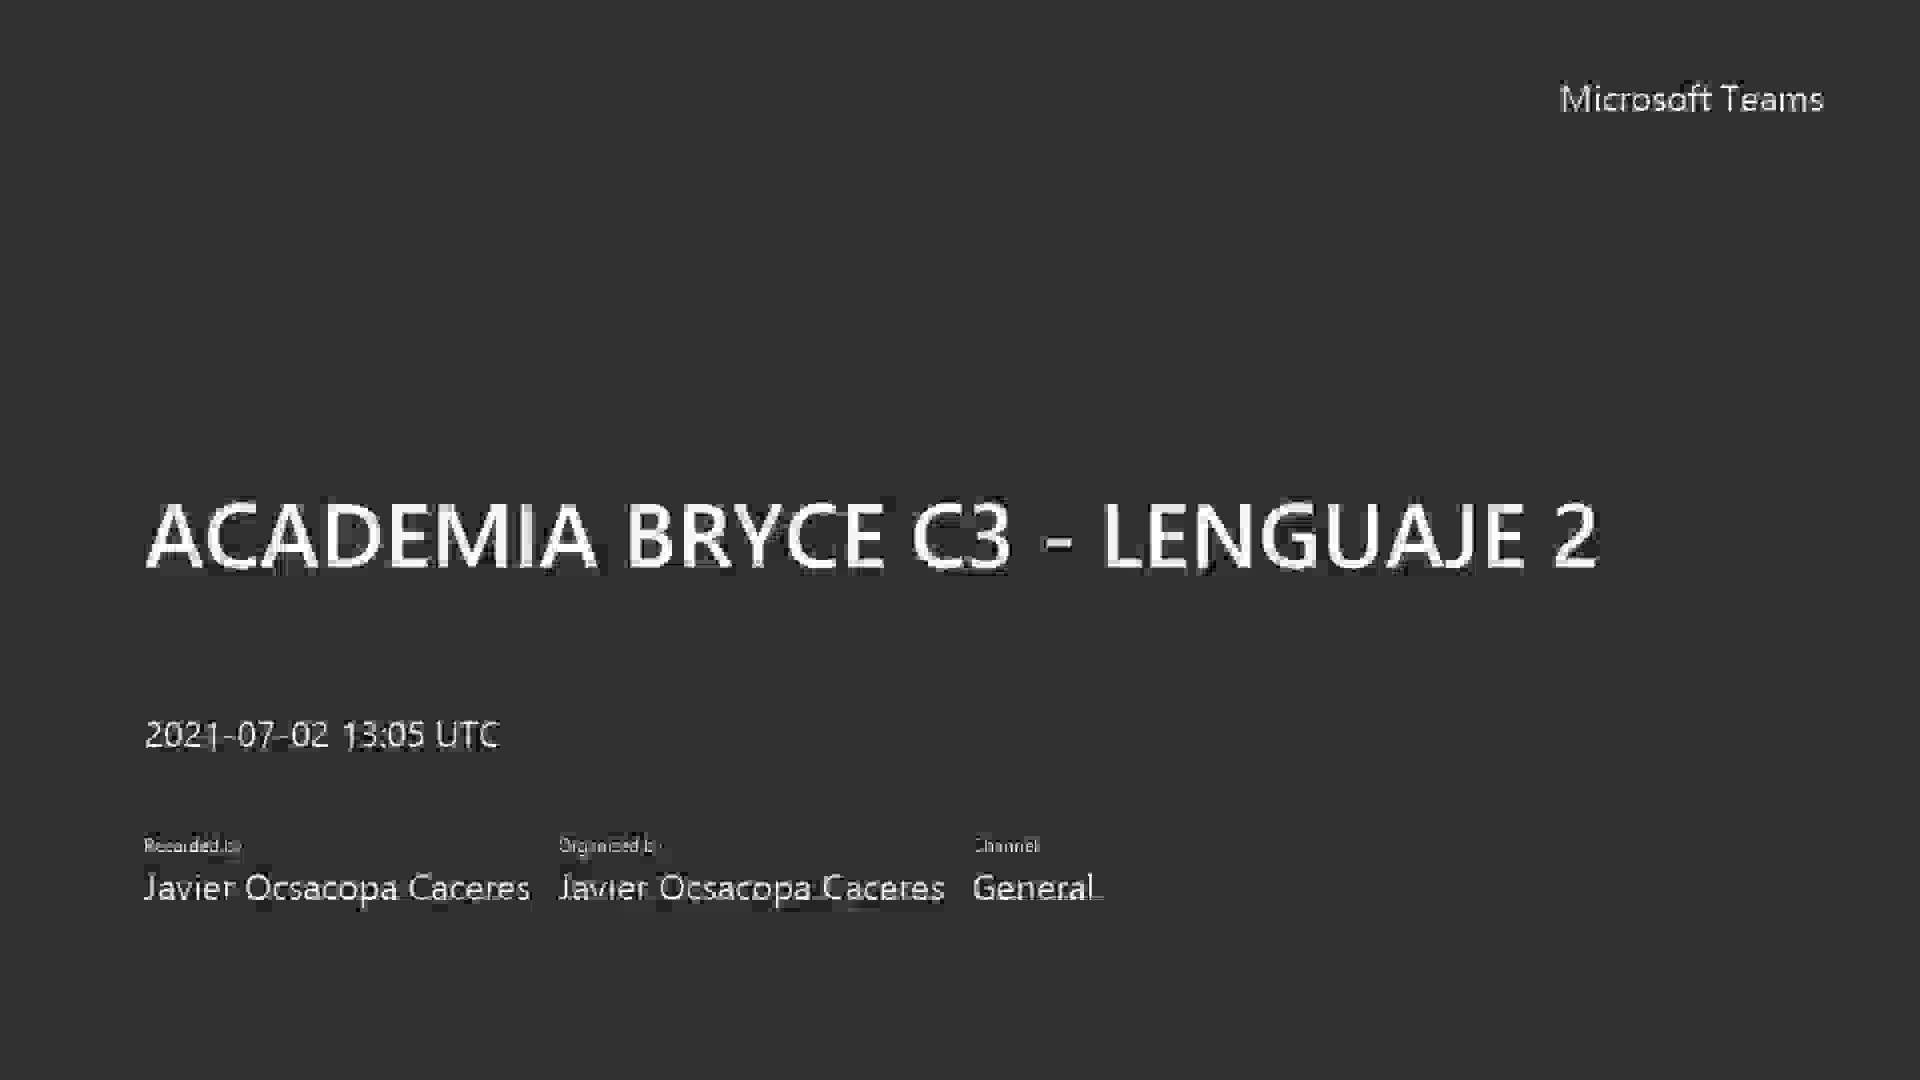 Microsoft Teams
ACADEMIA BRYCE C3 - LENGUAJE 2
2021-07-02 13:05 UTC
Recorded by Organized by Channel
Javier Ocsacopa Caceres Javier Ocsacopa Caceres General